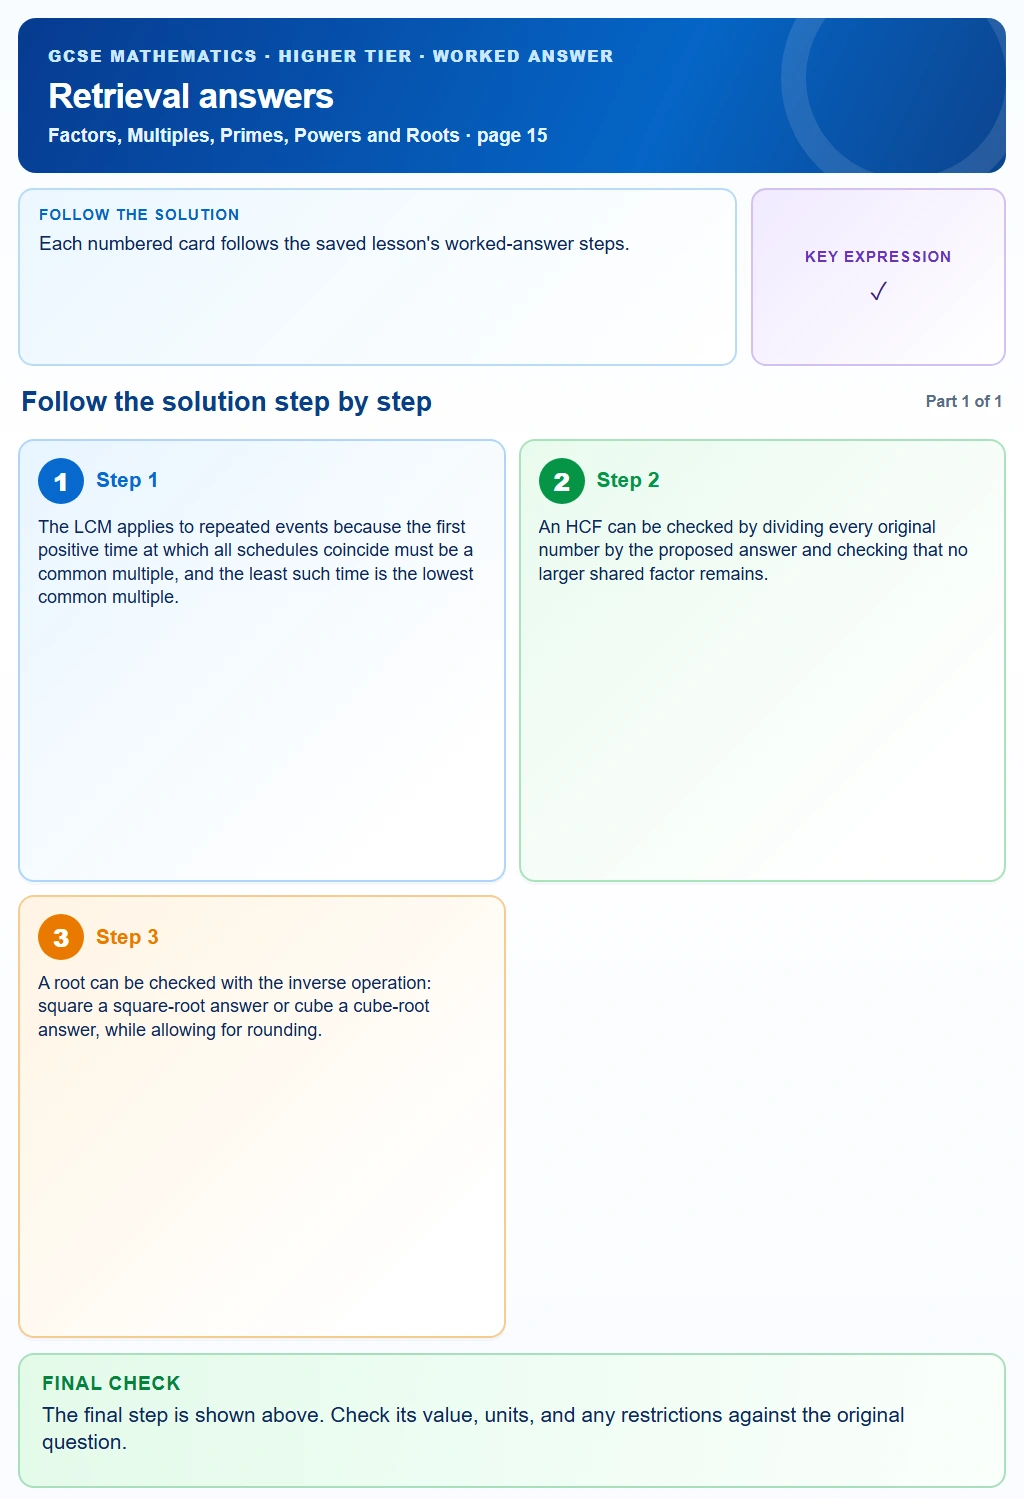 GCSE MATHEMATICS · HIGHER TIER · WORKED ANSWER
Retrieval answers
Factors, Multiples, Primes, Powers and Roots · page 15
FOLLOW THE SOLUTION
Each numbered card follows the saved lesson's worked-answer steps.
KEY EXPRESSION
✓
Follow the solution step by step
Part 1 of 1
1 Step 1
The LCM applies to repeated events because the first
positive time at which all schedules coincide must be a
common multiple, and the least such time is the lowest
common multiple.
2 Step 2
An HCF can be checked by dividing every original
number by the proposed answer and checking that no
larger shared factor remains.
3 Step 3
A root can be checked with the inverse operation:
square a square-root answer or cube a cube-root
answer, while allowing for rounding.
FINAL CHECK
The final step is shown above. Check its value, units, and any restrictions against the original
question.